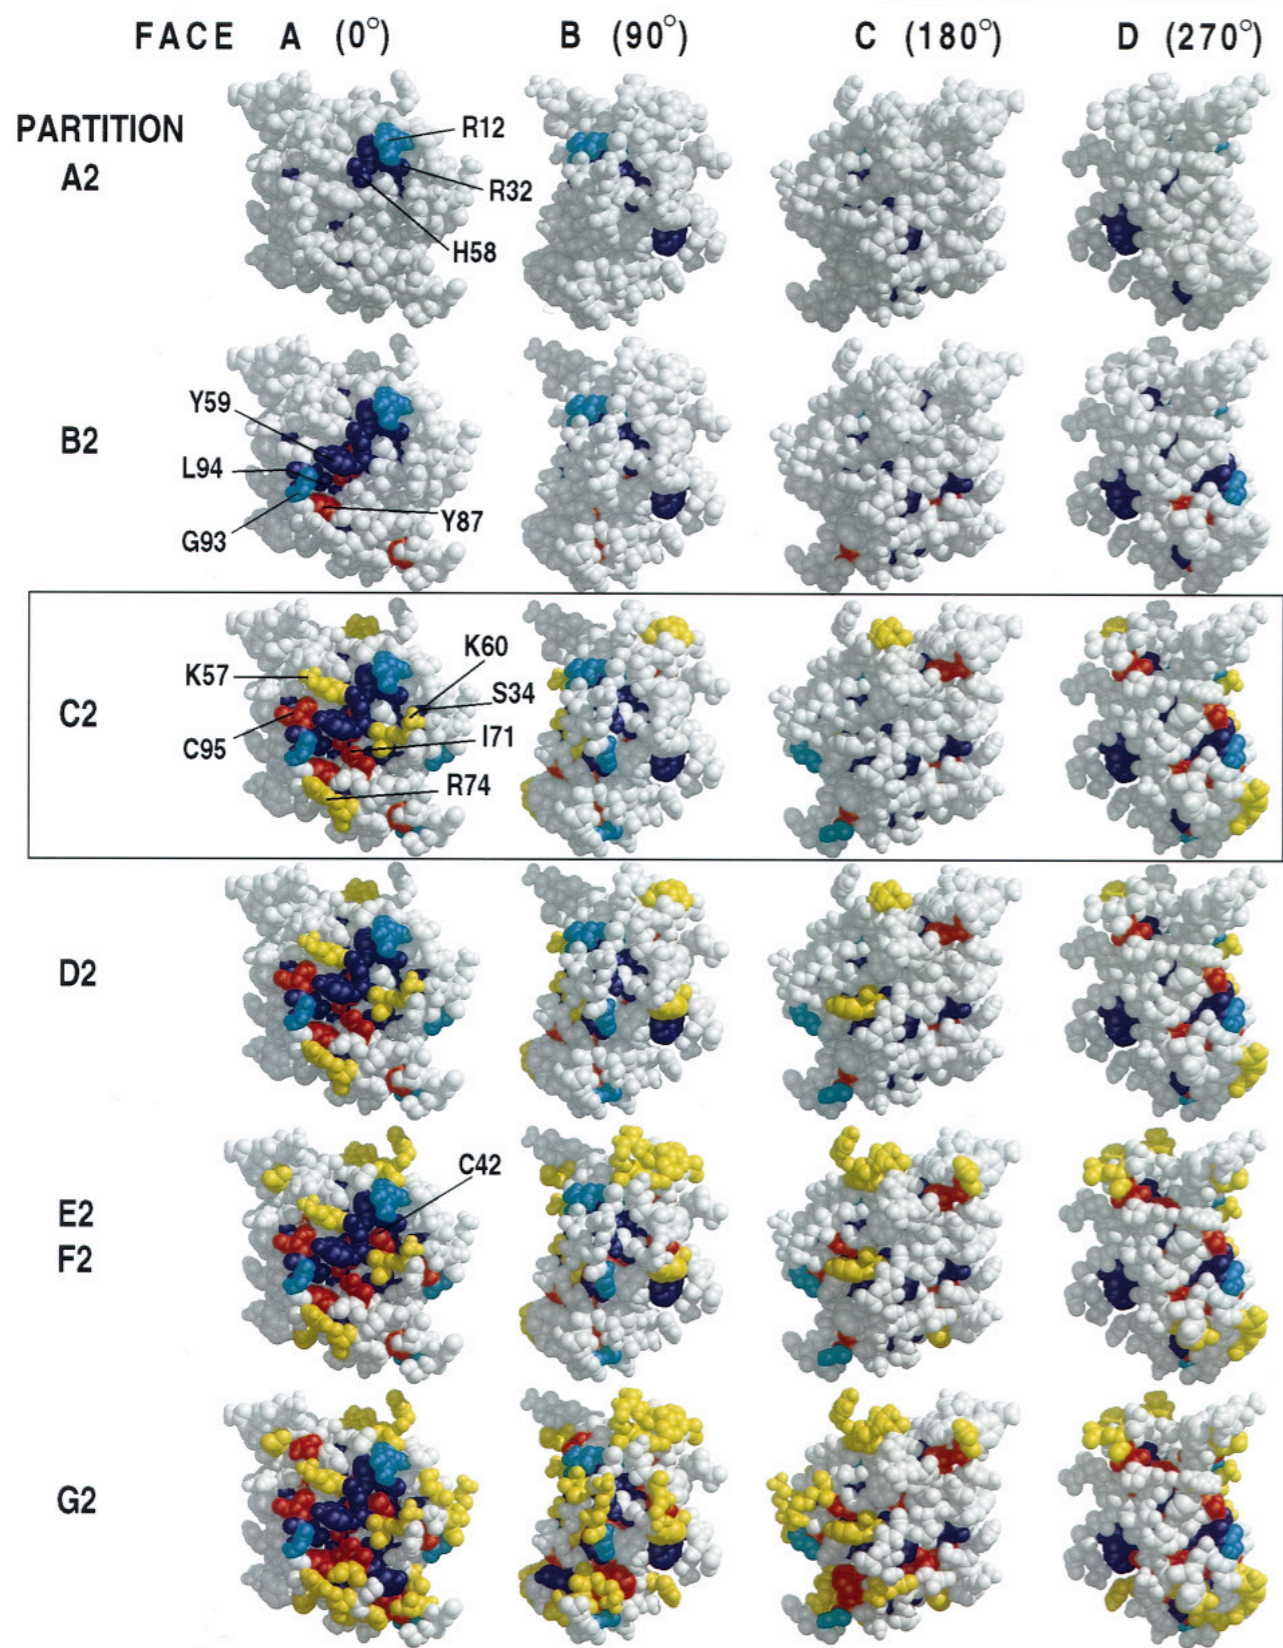 FACE A (0°) B (90°) C (180°) D (270°)
PARTITION
A2
R12
R32
H58
B2
Y59
L94
G93
Y87
C2
K57
C95
K60
S34
I71
R74
D2
E2
F2
C42
G2